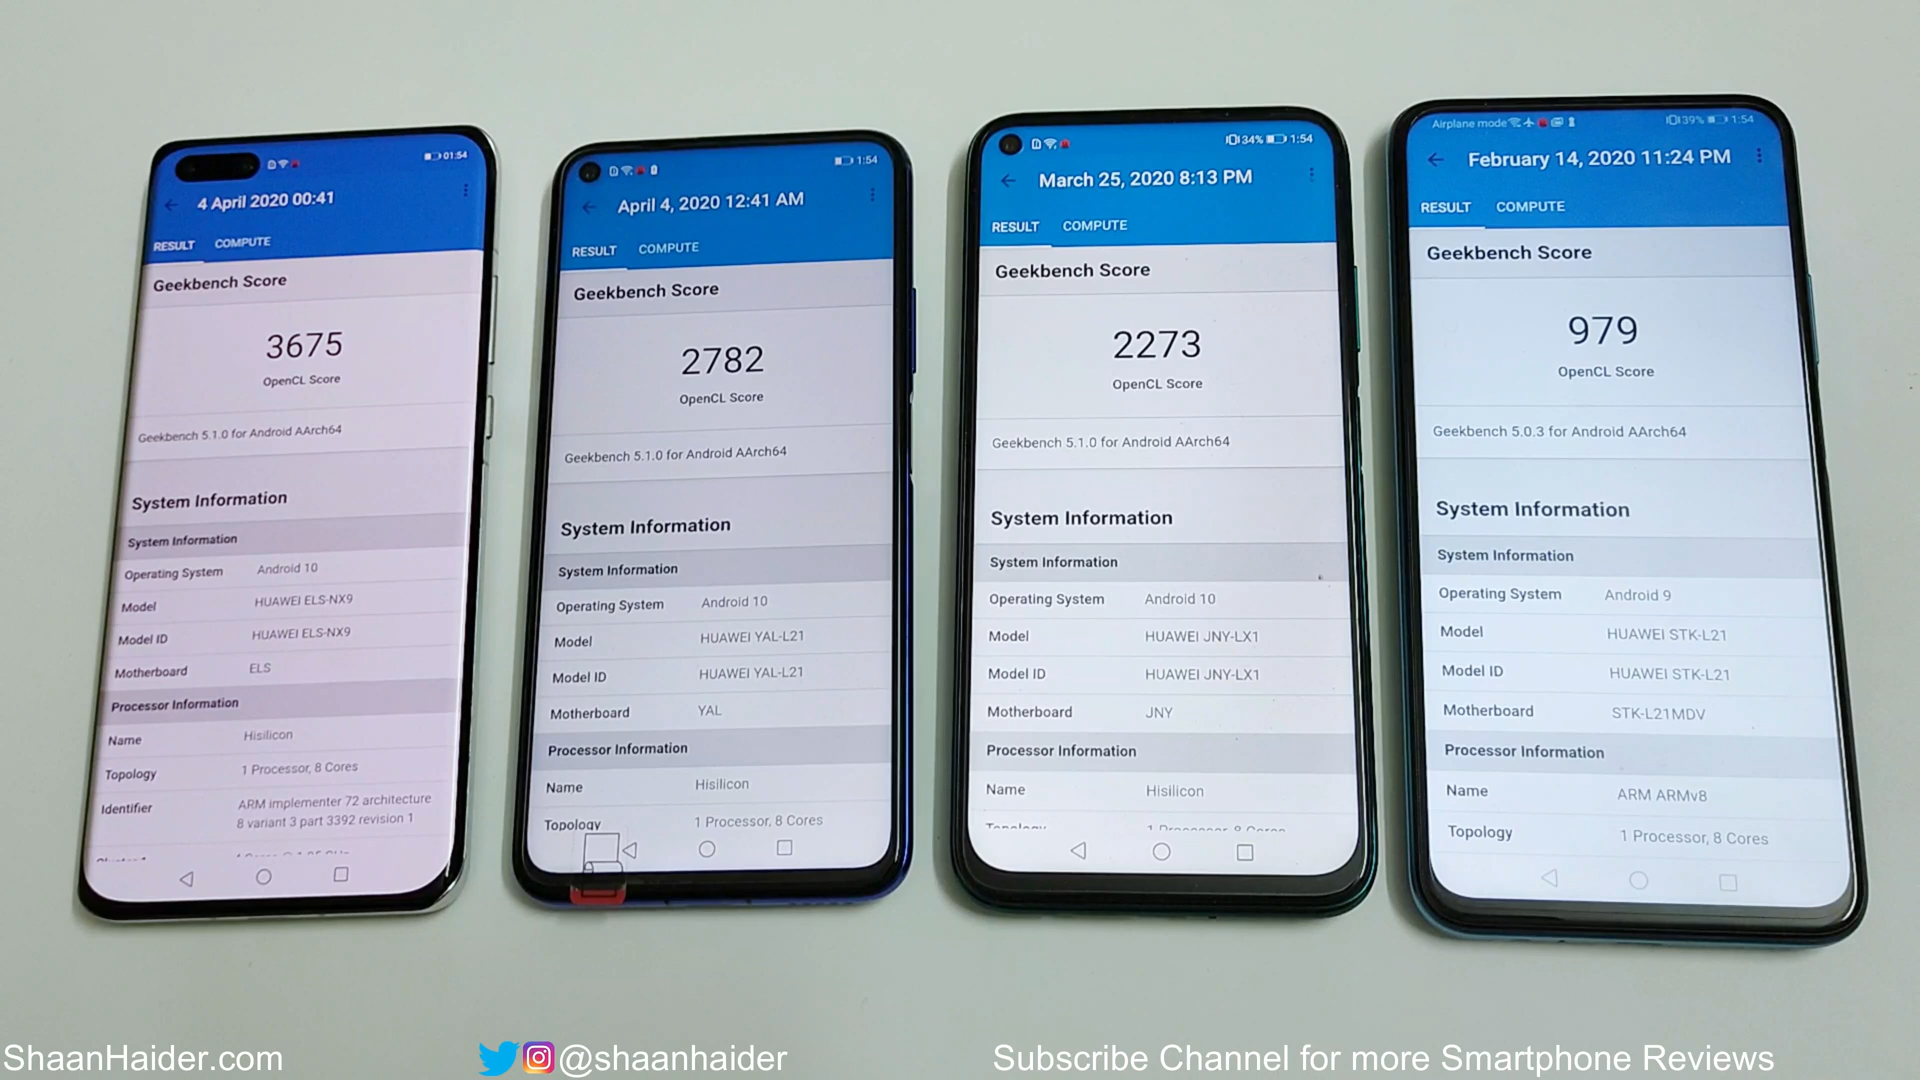 01:54
4 April 2020 00:41
RESULT COMPUTE
Geekbench Score
3675
OpenCL Score
Geekbench 5.1.0 for Android AArch64
System Information
System Information
Operating System Android 10
Model HUAWEI ELS-NX9
Model ID HUAWEI ELS-NX9
Motherboard ELS
Processor Information
Name Hisilicon
Topology 1 Processor, 8 Cores
Identifier ARM implementer 72 architecture
8 variant 3 part 3392 revision 1
1:54
April 4, 2020 12:41 AM
RESULT COMPUTE
Geekbench Score
2782
OpenCL Score
Geekbench 5.1.0 for Android AArch64
System Information
System Information
Operating System Android 10
Model HUAWEI YAL-L21
Model ID HUAWEI YAL-L21
Motherboard YAL
Processor Information
Name Hisilicon
Topology 1 Processor, 8 Cores
34% 1:54
March 25, 2020 8:13 PM
RESULT COMPUTE
Geekbench Score
2273
OpenCL Score
Geekbench 5.1.0 for Android AArch64
System Information
System Information
Operating System Android 10
Model HUAWEI JNY-LX1
Model ID HUAWEI JNY-LX1
Motherboard JNY
Processor Information
Name Hisilicon
Airplane mode 39% 1:54
February 14, 2020 11:24 PM
RESULT COMPUTE
Geekbench Score
979
OpenCL Score
Geekbench 5.0.3 for Android AArch64
System Information
System Information
Operating System Android 9
Model HUAWEI STK-L21
Model ID HUAWEI STK-L21
Motherboard STK-L21MDV
Processor Information
Name ARM ARMv8
Topology 1 Processor, 8 Cores
ShaanHaider.com @shaanhaider Subscribe Channel for more Smartphone Reviews